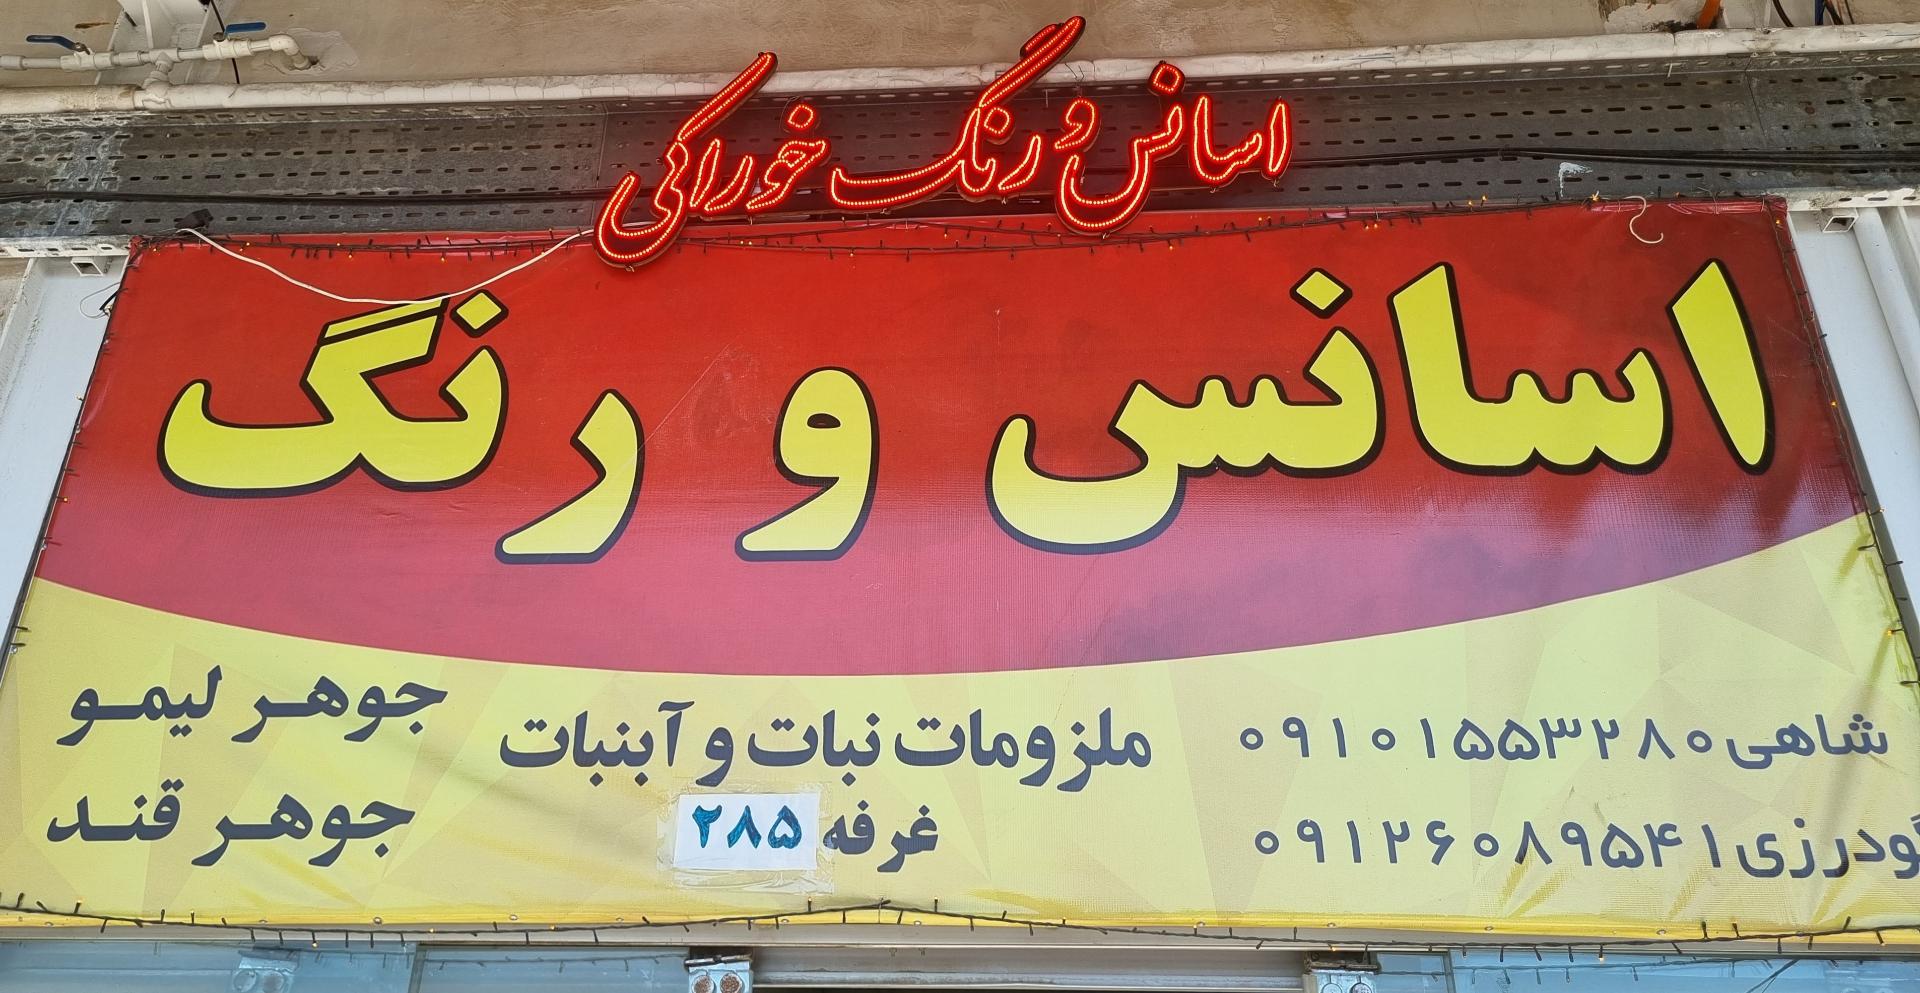 اسانس و رنگ خوراکی
اسانس و رنگ
شاهی ۰۹۱۰۱۵۵۳۲۸۰
گودرزی ۰۹۱۲۶۰۸۹۵۴۱
ملزومات نبات و آبنبات
غرفه ۲۸۵
جوهر لیمو
جوهر قند